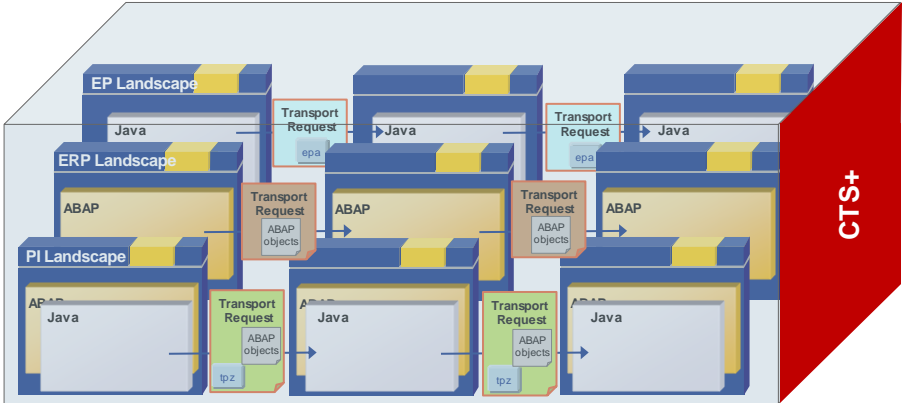 EP Landscape
Transport
Request
epa
Java
Java
Transport
Request
epa
Java
ERP Landscape
ABAP
Transport
Request
ABAP
objects
ABAP
Transport
Request
ABAP
objects
ABAP
PI Landscape
ABAP
Java
Transport
Request
ABAP
objects
tpz
Java
Transport
Request
ABAP
objects
tpz
Java
CTS+